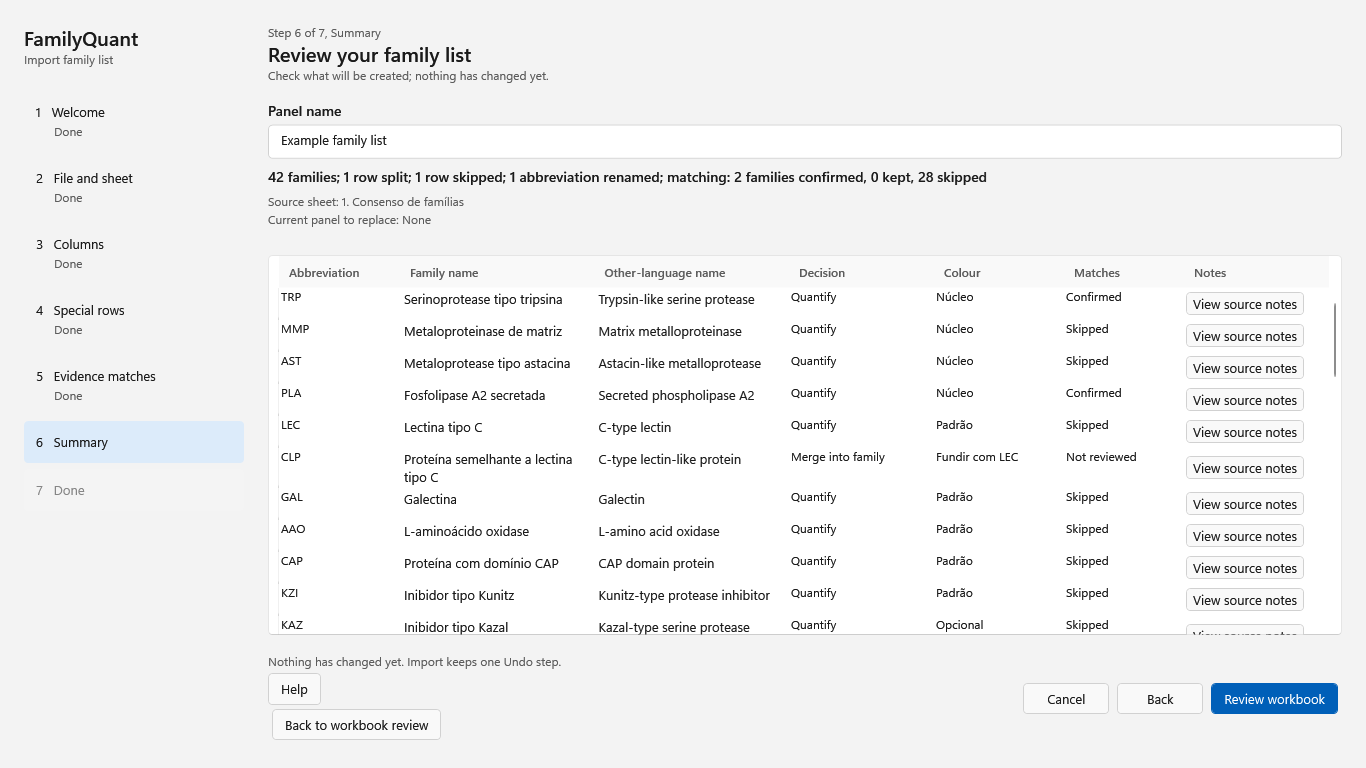 FamilyQuant
Import family list
1 Welcome
Done
2 File and sheet
Done
3 Columns
Done
4 Special rows
Done
5 Evidence matches
Done
6 Summary
7 Done
Step 6 of 7, Summary
Review your family list
Check what will be created; nothing has changed yet.
Panel name
Example family list
42 families; 1 row split; 1 row skipped; 1 abbreviation renamed; matching: 2 families confirmed, 0 kept, 28 skipped
Source sheet: 1. Consenso de famílias
Current panel to replace: None
Abbreviation Family name Other-language name Decision Colour Matches Notes
TRP Serinoprotease tipo tripsina Trypsin-like serine protease Quantify Núcleo Confirmed View source notes
MMP Metaloproteinase de matriz Matrix metalloproteinase Quantify Núcleo Skipped View source notes
AST Metaloprotease tipo astacina Astacin-like metalloprotease Quantify Núcleo Skipped View source notes
PLA Fosfolipase A2 secretada Secreted phospholipase A2 Quantify Núcleo Confirmed View source notes
LEC Lectina tipo C C-type lectin Quantify Padrão Skipped View source notes
CLP Proteína semelhante a lectina C-type lectin-like protein Merge into family Fundir com LEC Not reviewed View source notes
tipo C
GAL Galectina Galectin Quantify Padrão Skipped View source notes
AAO L-aminoácido oxidase L-amino acid oxidase Quantify Padrão Skipped View source notes
CAP Proteína com domínio CAP CAP domain protein Quantify Padrão Skipped View source notes
KZI Inibidor tipo Kunitz Kunitz-type protease inhibitor Quantify Padrão Skipped View source notes
KAZ Inibidor tipo Kazal Kazal-type serine protease Quantify Opcional Skipped View source notes
Nothing has changed yet. Import keeps one Undo step.
Help
Cancel Back Review workbook
Back to workbook review